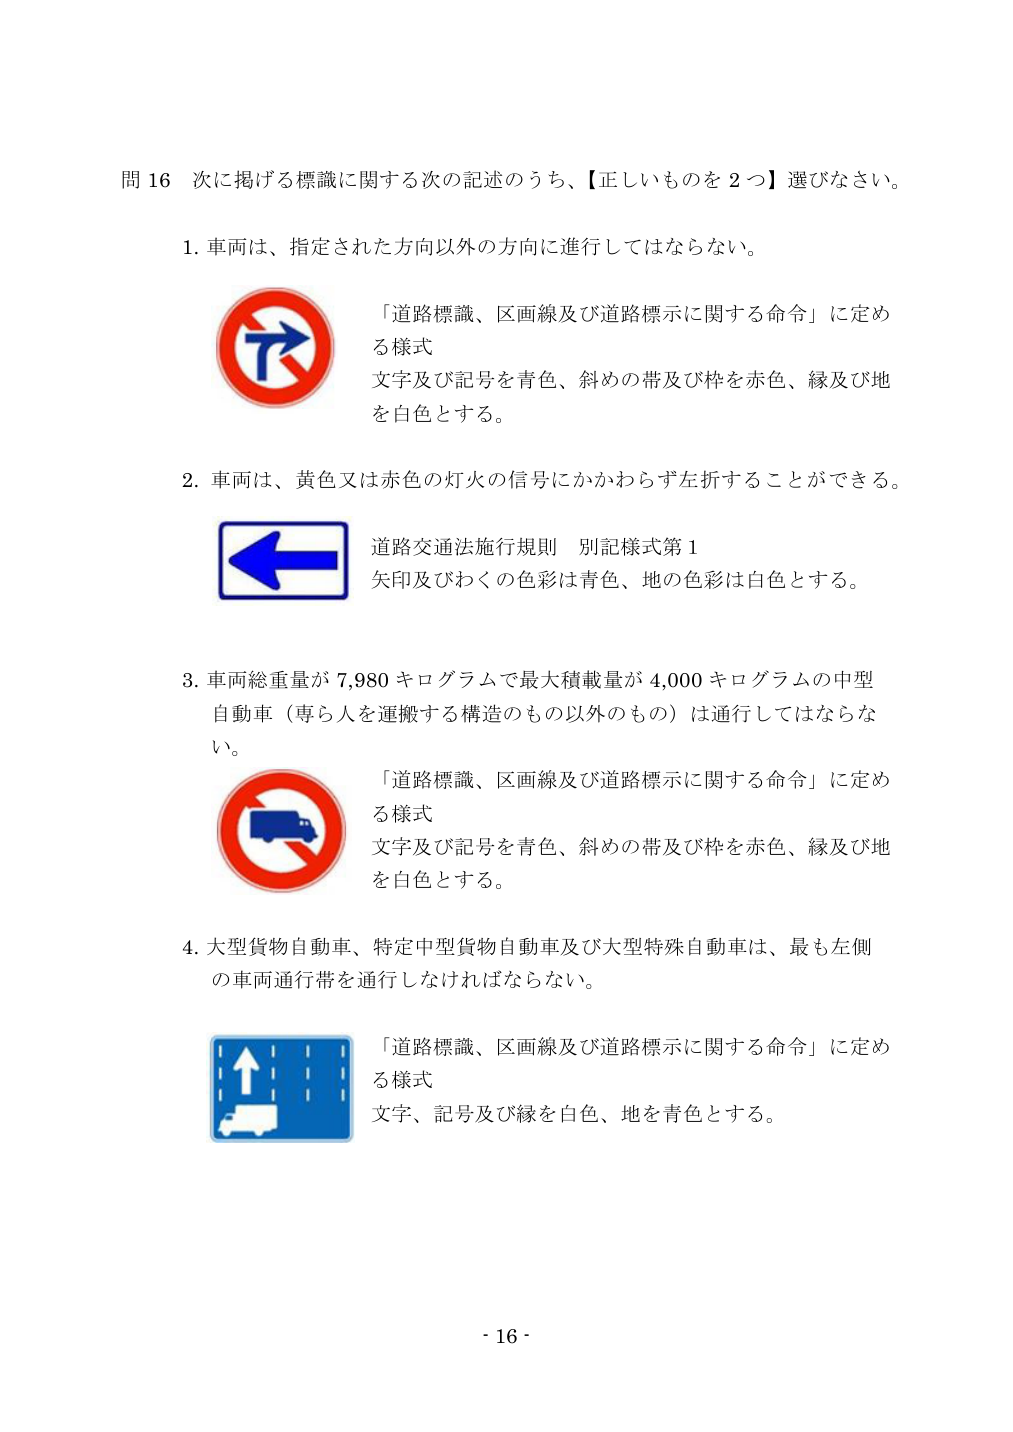 問 16　次に掲げる標識に関する次の記述のうち、【正しいものを 2 つ】選びなさい。
1. 車両は、指定された方向以外の方向に進行してはならない。
「道路標識、区画線及び道路標示に関する命令」に定め
る様式
文字及び記号を青色、斜めの帯及び枠を赤色、縁及び地
を白色とする。
2. 車両は、黄色又は赤色の灯火の信号にかかわらず左折することができる。
道路交通法施行規則　別記様式第 1
矢印及びわくの色彩は青色、地の色彩は白色とする。
3. 車両総重量が 7,980 キログラムで最大積載量が 4,000 キログラムの中型
自動車（専ら人を運搬する構造のもの以外のもの）は通行してはならな
い。
「道路標識、区画線及び道路標示に関する命令」に定め
る様式
文字及び記号を青色、斜めの帯及び枠を赤色、縁及び地
を白色とする。
4. 大型貨物自動車、特定中型貨物自動車及び大型特殊自動車は、最も左側
の車両通行帯を通行しなければならない。
「道路標識、区画線及び道路標示に関する命令」に定め
る様式
文字、記号及び縁を白色、地を青色とする。
- 16 -